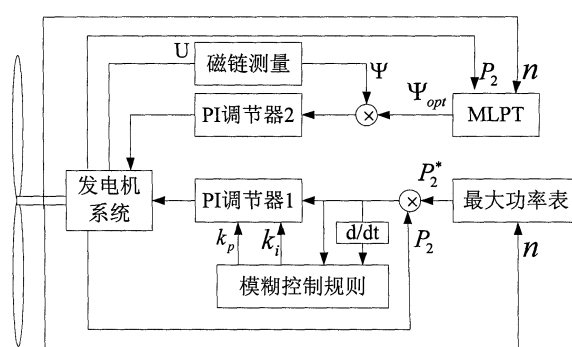 U
磁链测量
Ψ
P₂
n
Ψopt
PI调节器2
×
MLPT
发电机
系统
PI调节器1
×
P₂*
最大功率表
kp
ki
d/dt
P₂
n
模糊控制规则